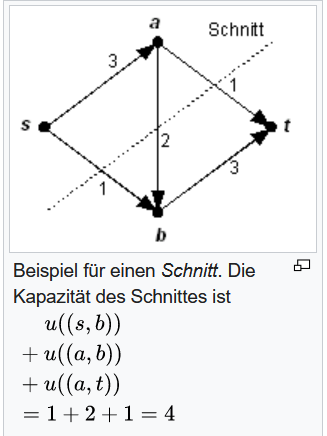 a
Schnitt
3
1
s
t
2
1
3
b
Beispiel für einen Schnitt. Die
Kapazität des Schnittes ist
u((s, b))
+ u((a, b))
+ u((a, t))
= 1 + 2 + 1 = 4